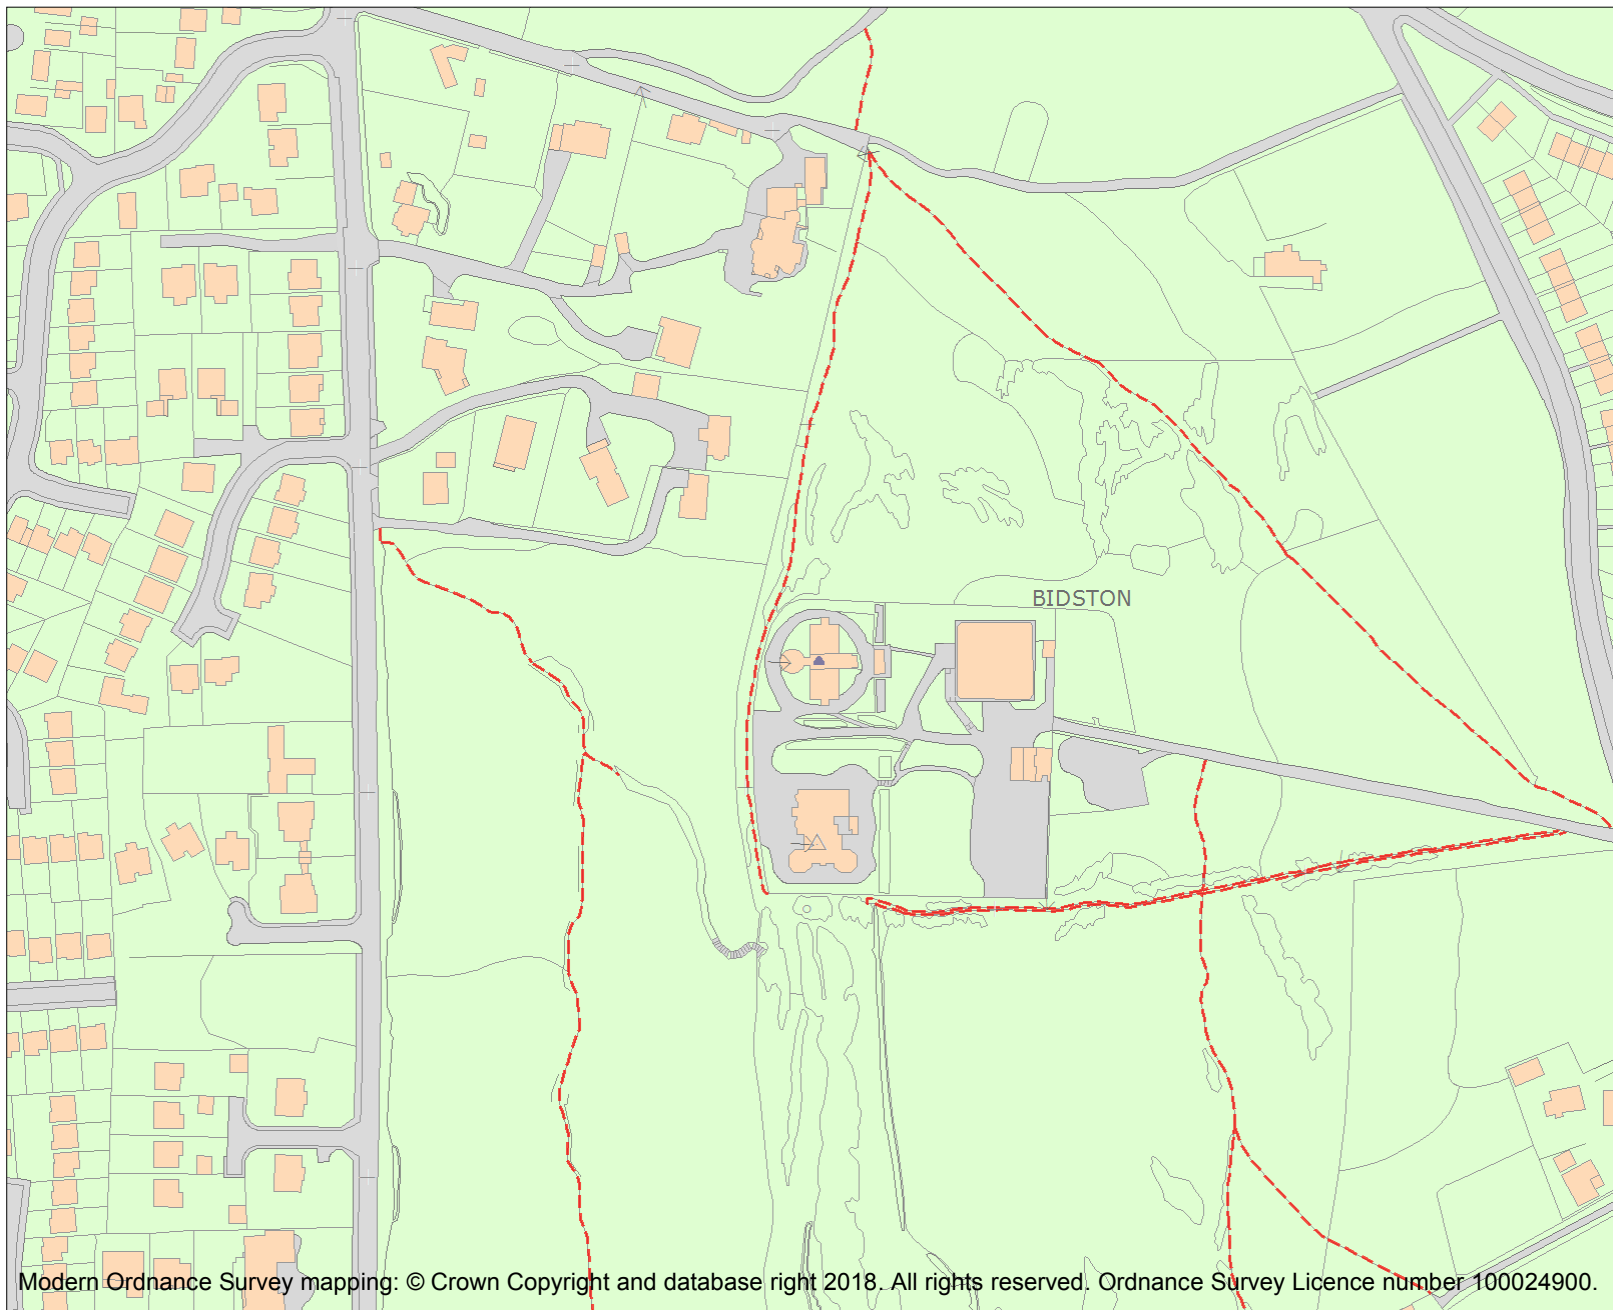 BIDSTON
Modern Ordnance Survey mapping: © Crown Copyright and database right 2018. All rights reserved. Ordnance Survey Licence number 100024900.